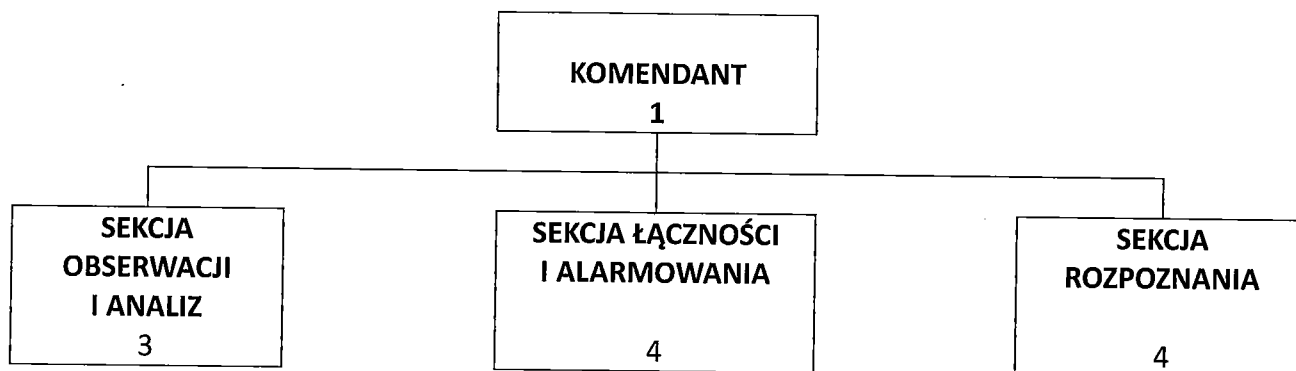 KOMENDANT
1
SEKCJA
OBSERWACJI
I ANALIZ
3
SEKCJA ŁĄCZNOŚCI
I ALARMOWANIA
4
SEKCJA
ROZPOZNANIA
4